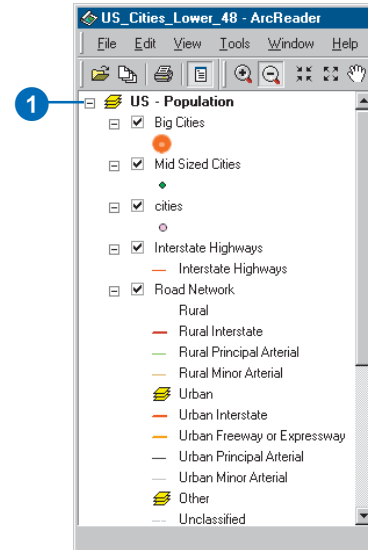 US_Cities_Lower_48 - ArcReader
File Edit View Tools Window Help
1 US - Population
Big Cities
Mid Sized Cities
cities
Interstate Highways
Interstate Highways
Road Network
Rural
Rural Interstate
Rural Principal Arterial
Rural Minor Arterial
Urban
Urban Interstate
Urban Freeway or Expressway
Urban Principal Arterial
Urban Minor Arterial
Other
Unclassified